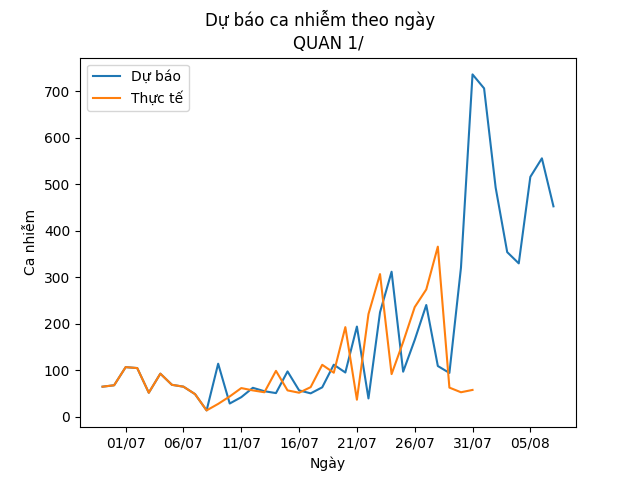 Dự báo ca nhiễm theo ngày
QUAN 1/
Dự báo
Thực tế
Ca nhiễm
700
600
500
400
300
200
100
0
01/07 06/07 11/07 16/07 21/07 26/07 31/07 05/08
Ngày